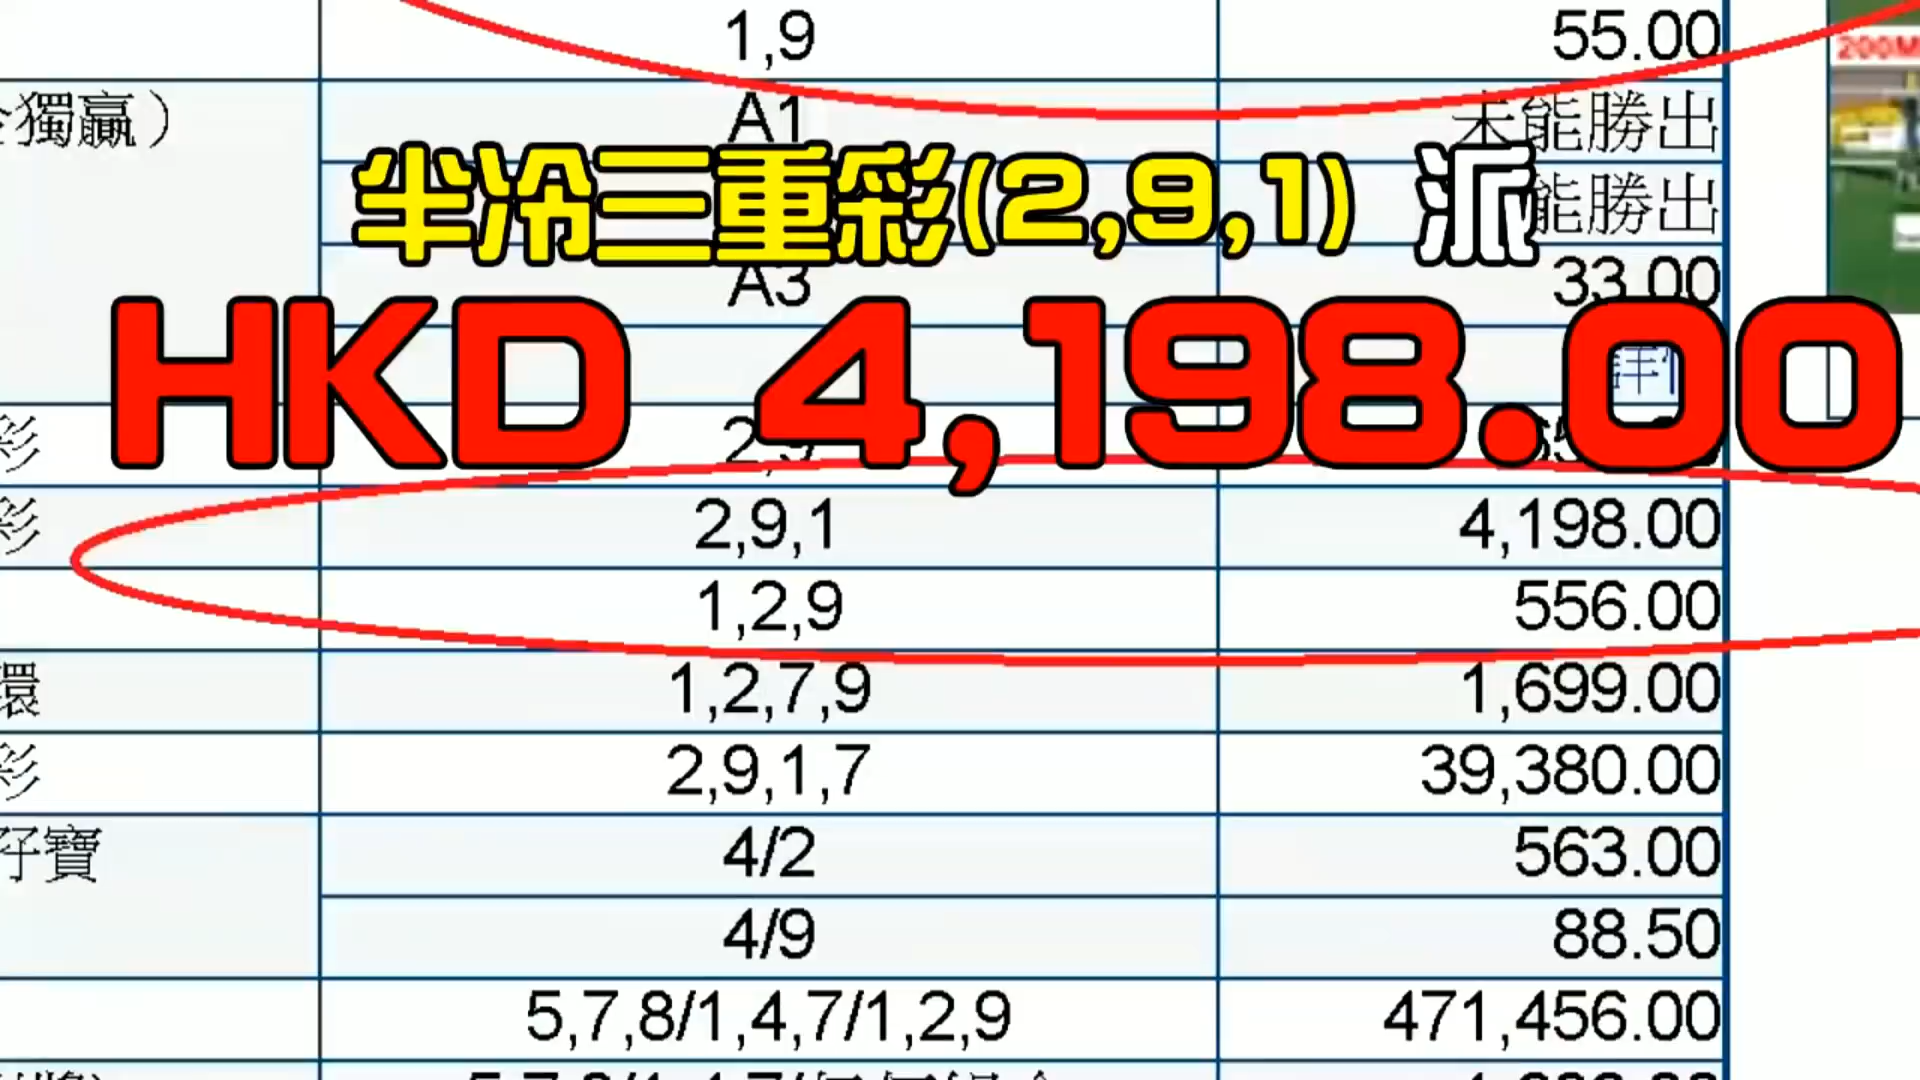 1,9 55.00
200M
獨贏） A1 未能勝出
半冷三重彩(2,9,1) 派
能勝出
A3 33.00
HKD 4,198.00
彩 2,9
彩 2,9,1 4,198.00
1,2,9 556.00
環 1,2,7,9 1,699.00
彩 2,9,1,7 39,380.00
孖寶 4/2 563.00
4/9 88.50
5,7,8/1,4,7/1,2,9 471,456.00